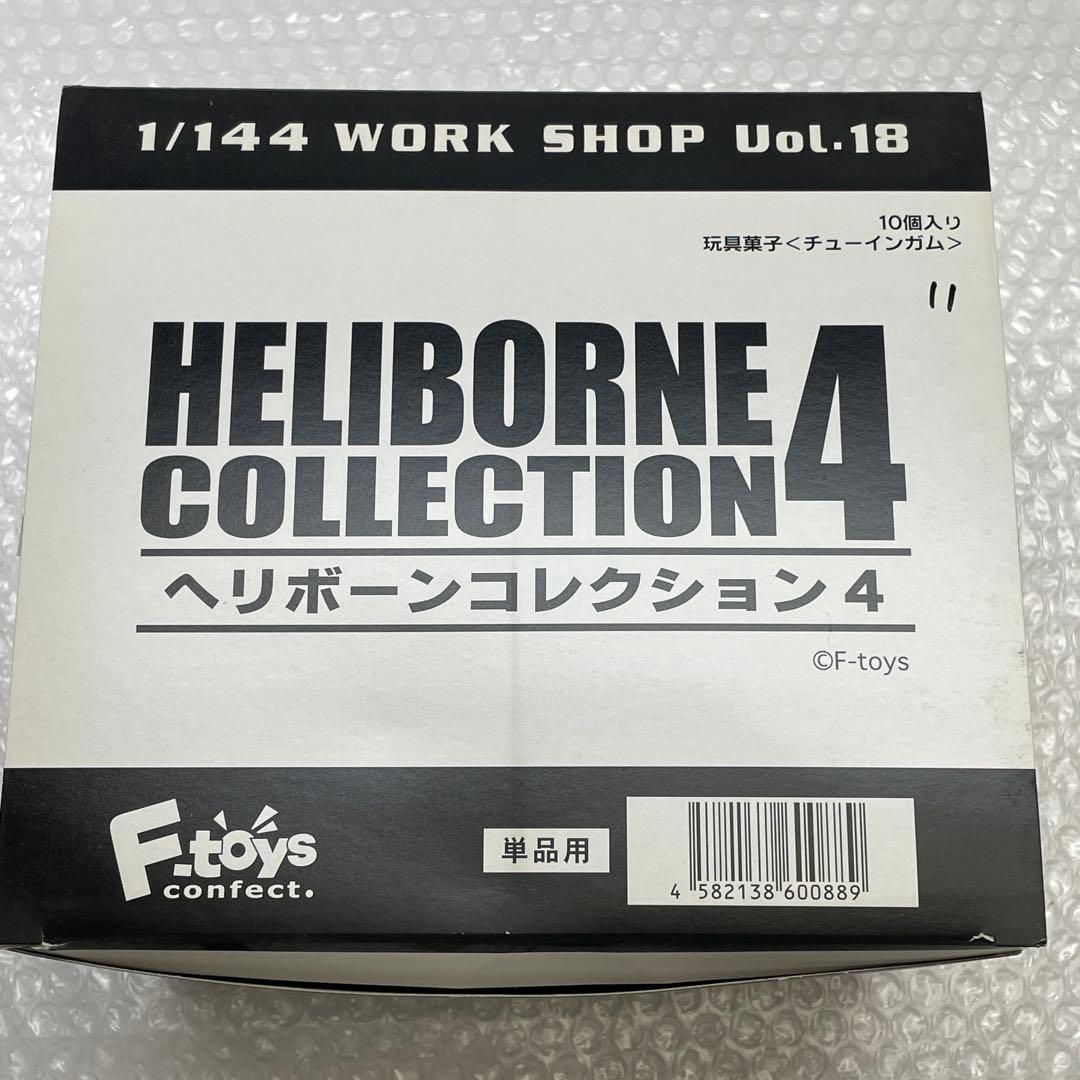 1/144 WORK SHOP Vol.18
10個入り
玩具菓子<チューインガム>
11
HELIBORNE
COLLECTION 4
ヘリボーンコレクション4
©F-toys
F-toys
confect.
単品用
4 582138 600889